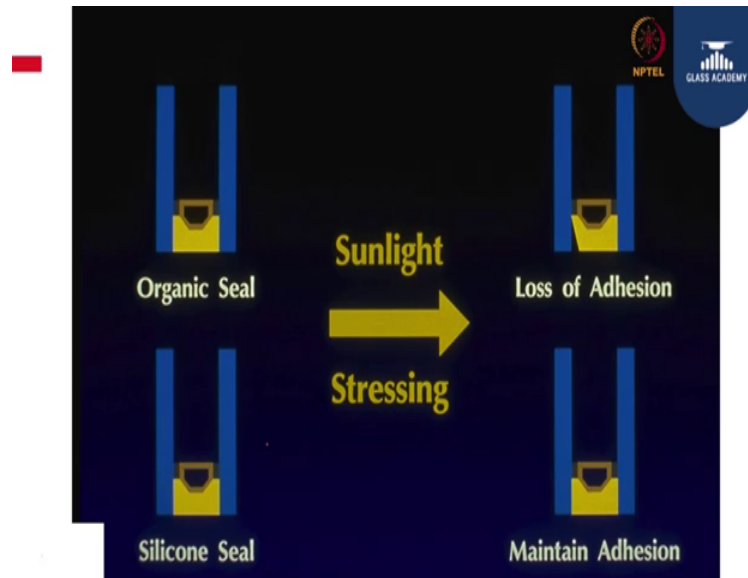 NPTEL
GLASS ACADEMY
Sunlight
Organic Seal
Loss of Adhesion
Stressing
Silicone Seal
Maintain Adhesion